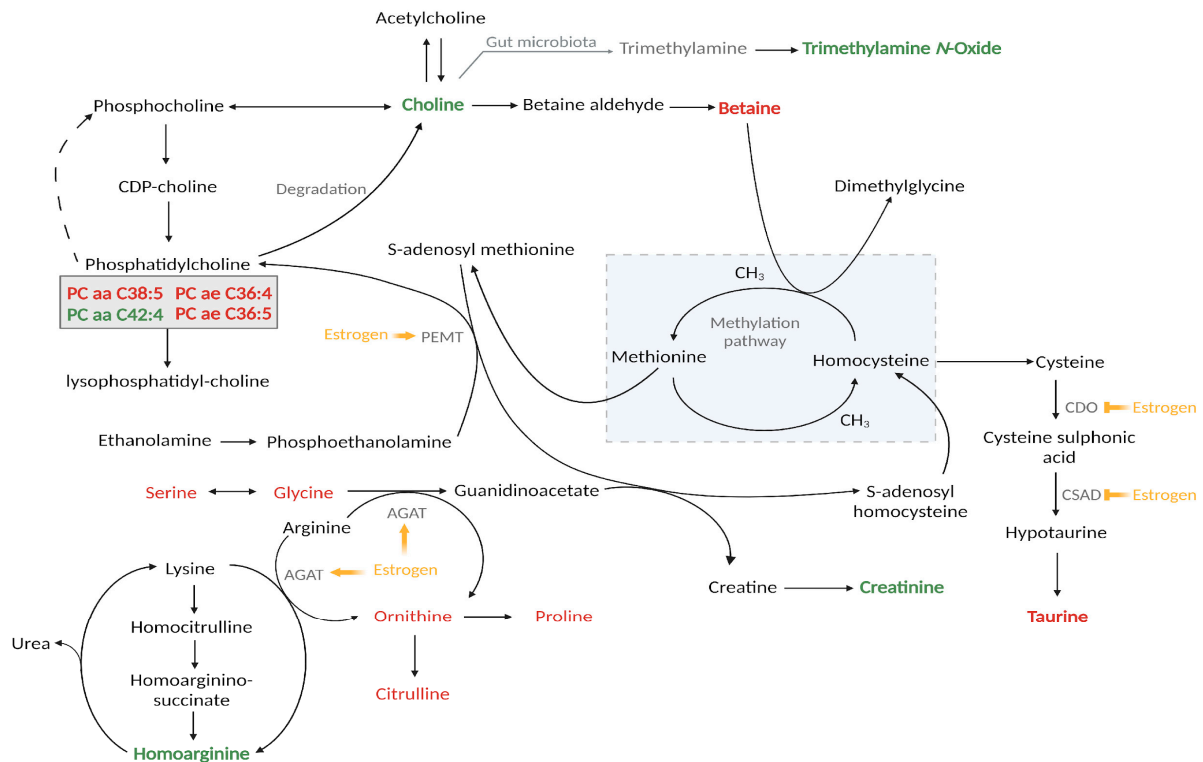 Acetylcholine
Gut microbiota
Trimethylamine
Trimethylamine N-Oxide
Phosphocholine
Choline
Betaine aldehyde
Betaine
CDP-choline
Degradation
Dimethylglycine
S-adenosyl methionine
Phosphatidylcholine
PC aa C38:5 PC ae C36:4
PC aa C42:4 PC ae C36:5
CH₃
Methylation
pathway
Estrogen
PEMT
Methionine
Homocysteine
Cysteine
lysophosphatidyl-choline
CH₃
CDO
Estrogen
Ethanolamine
Phosphoethanolamine
Cysteine sulphonic
acid
Serine
Glycine
Guanidinoacetate
S-adenosyl
homocysteine
CSAD
Estrogen
Arginine
AGAT
Hypotaurine
Lysine
AGAT
Estrogen
Creatine
Creatinine
Homocitrulline
Ornithine
Proline
Taurine
Urea
Homoarginino-
succinate
Citrulline
Homoarginine